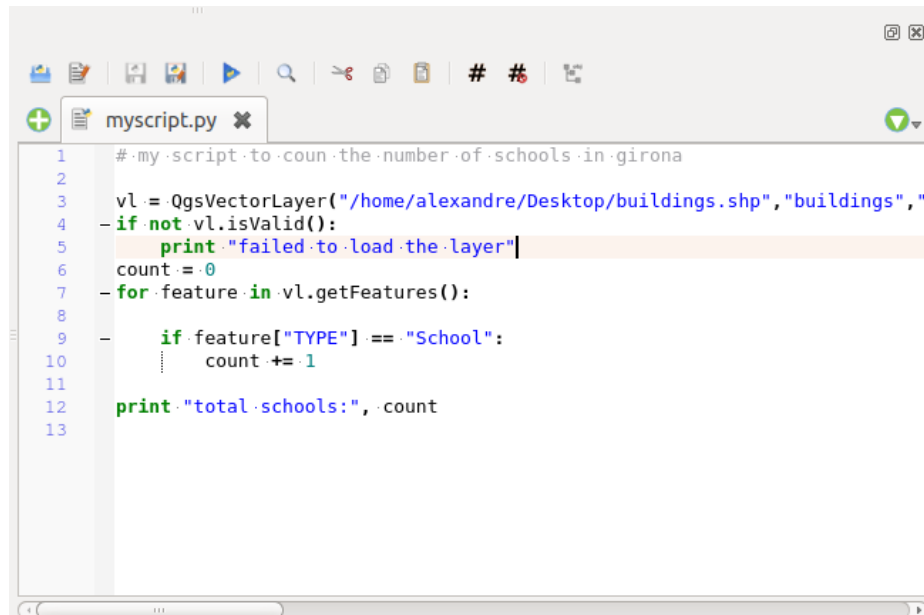 myscript.py
1 # my script to coun the number of schools in girona
2
3 vl = QgsVectorLayer("/home/alexandre/Desktop/buildings.shp","buildings","
4 if not vl.isValid():
5     print "failed to load the layer"
6 count = 0
7 for feature in vl.getFeatures():
8
9     if feature["TYPE"] == "School":
10         count += 1
11
12 print "total schools:", count
13